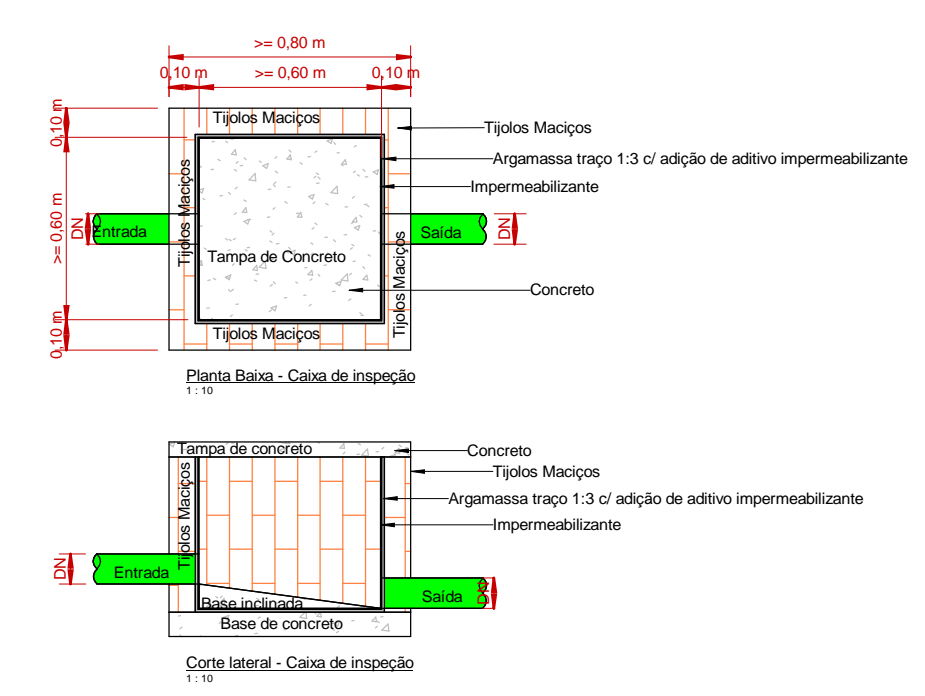 >= 0,80 m
0,10 m
>= 0,60 m
0,10 m
0,10 m
>= 0,60 m
0,10 m
DN
Entrada
Tijolos Maciços
Tijolos Maciços
Tampa de Concreto
Tijolos Maciços
Tijolos Maciços
Saída
DN
Tijolos Maciços
Argamassa traço 1:3 c/ adição de aditivo impermeabilizante
Impermeabilizante
Concreto
Planta Baixa - Caixa de inspeção
1 : 10
Tampa de concreto
Concreto
Tijolos Maciços
Tijolos Maciços
Argamassa traço 1:3 c/ adição de aditivo impermeabilizante
Impermeabilizante
DN
Entrada
Base inclinada
Saída
DN
Base de concreto
Corte lateral - Caixa de inspeção
1 : 10